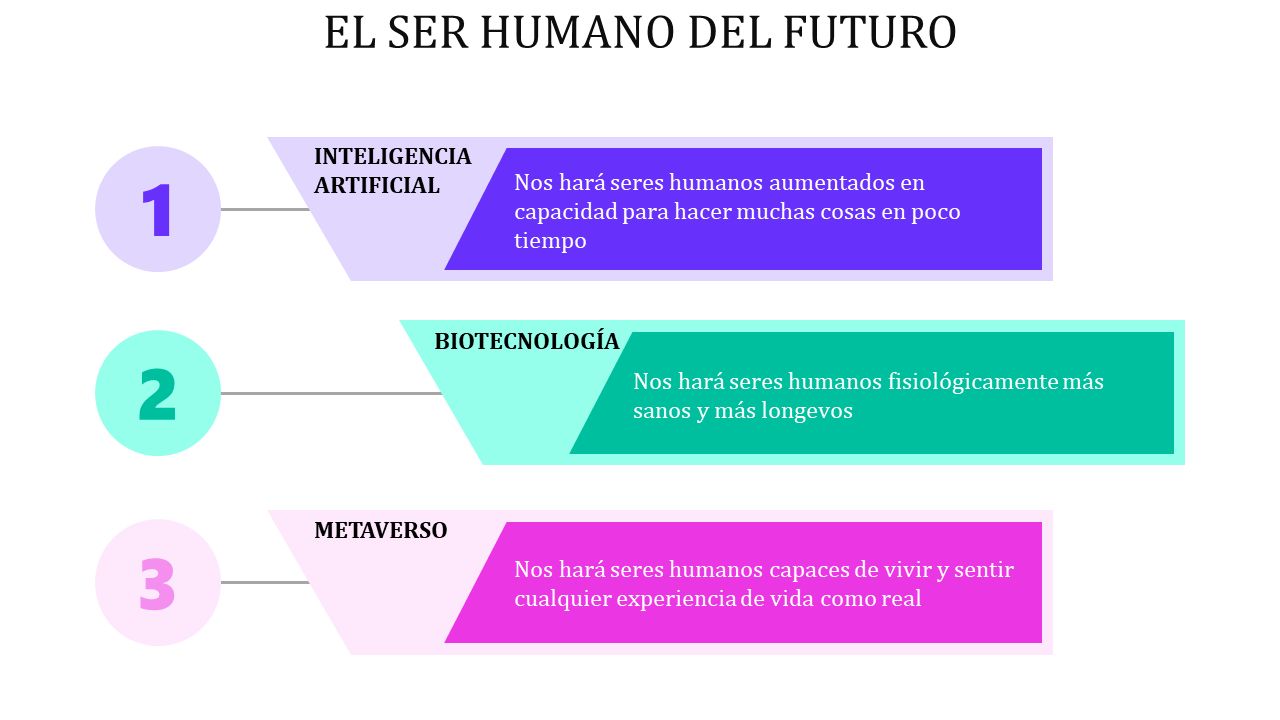 EL SER HUMANO DEL FUTURO
1
INTELIGENCIA
ARTIFICIAL
Nos hará seres humanos aumentados en
capacidad para hacer muchas cosas en poco
tiempo
2
BIOTECNOLOGÍA
Nos hará seres humanos fisiológicamente más
sanos y más longevos
3
METAVERSO
Nos hará seres humanos capaces de vivir y sentir
cualquier experiencia de vida como real